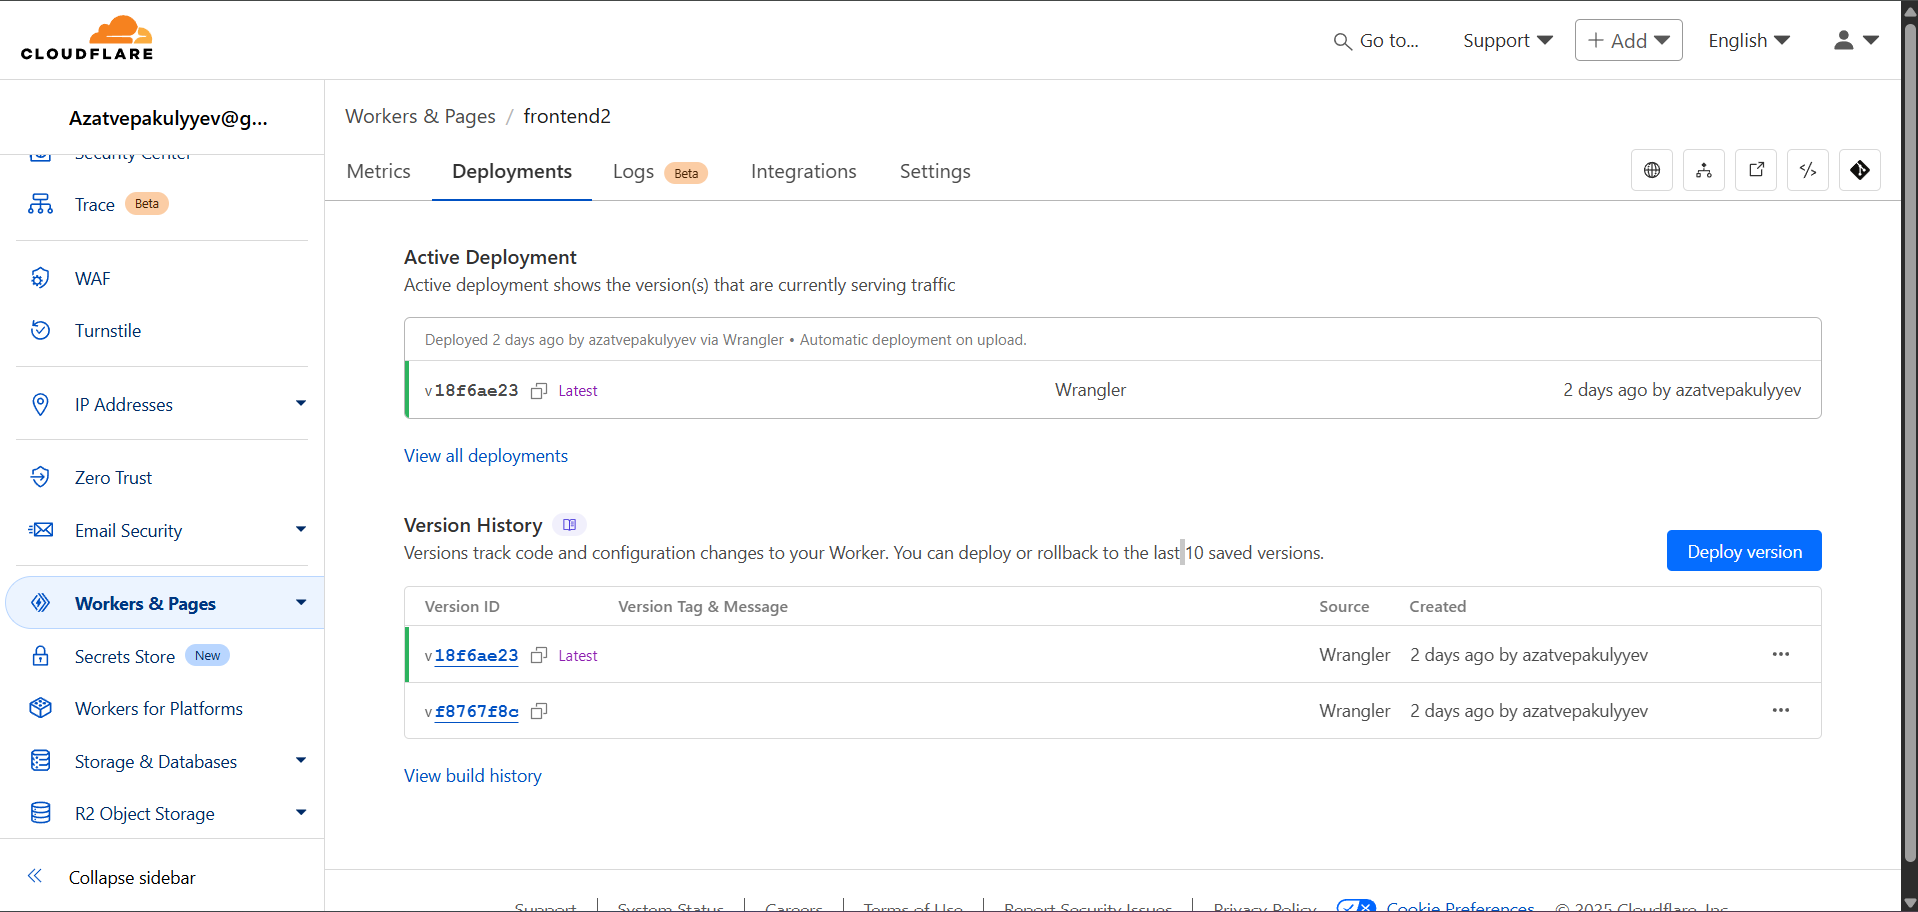 CLOUDFLARE
Go to...
Support
+ Add
English
Azatvepakulyyev@g...
Security Center
Trace Beta
WAF
Turnstile
IP Addresses
Zero Trust
Email Security
Workers & Pages
Secrets Store New
Workers for Platforms
Storage & Databases
R2 Object Storage
Collapse sidebar
Workers & Pages / frontend2
Metrics Deployments Logs Beta Integrations Settings
Active Deployment
Active deployment shows the version(s) that are currently serving traffic
Deployed 2 days ago by azatvepakulyyev via Wrangler • Automatic deployment on upload.
v 18f6ae23 Latest Wrangler 2 days ago by azatvepakulyyev
View all deployments
Version History
Versions track code and configuration changes to your Worker. You can deploy or rollback to the last 10 saved versions.
Deploy version
Version ID Version Tag & Message Source Created
v 18f6ae23 Latest Wrangler 2 days ago by azatvepakulyyev
v f8767f8c Wrangler 2 days ago by azatvepakulyyev
View build history
Support System Status Careers Terms of Use Report Security Issues Privacy Policy Cookie Preferences © 2025 Cloudflare, Inc.